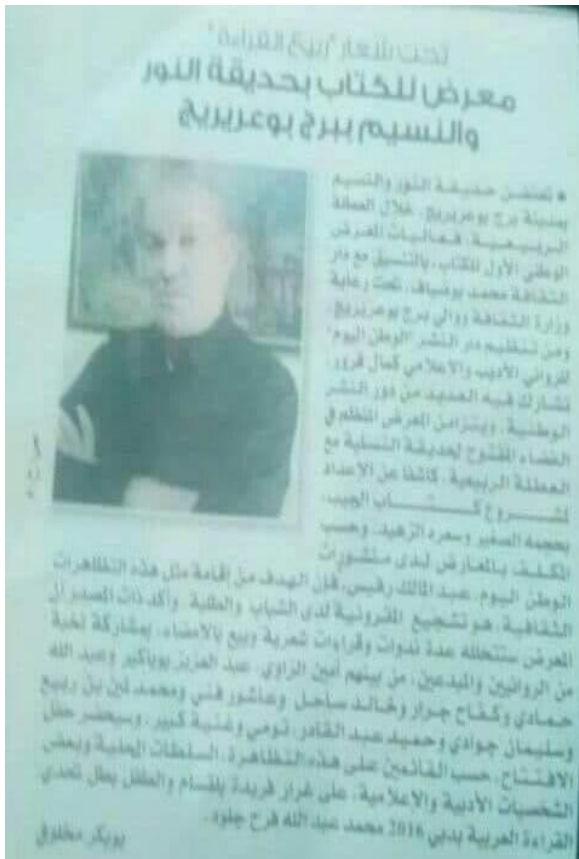 تحت شعار "ربيع القراءة"
معرض للكتاب بحديقة النور
والنسيم ببرج بوعريريج
• تحتضن حديقة النور والنسيم
بمدينة برج بوعريريج، خلال العطلة
الربيعية، فعاليات المعرض
الوطني الأول للكتاب، بالتنسيق مع دار
الثقافة محمد بوضياف، تحت رعاية
وزارة الثقافة ووالي برج بوعريريج،
ومن تنظيم دار النشر "الوطن اليوم"
للروائي الأديب والاعلامي كمال قرور،
تشارك فيه العديد من دور النشر
الوطنية، ويتزامن المعرض المنظم في
الفضاء المفتوح لحديقة التسلية مع
العطلة الربيعية، كاشفا عن الاعداد
لمشروع كتاب الجيب،
بحجمه الصغير وسعره الزهيد، وحسب
المكلف بالمعارض لدى منشورات
الوطن اليوم، عبد المالك رقيس، فإن الهدف من إقامة مثل هذه التظاهرات
الثقافية، هو تشجيع المقروئية لدى الشباب والطلبة. وأكد ذات المصدر أن
المعرض ستتخلله عدة ندوات وقراءات شعرية وبيع بالامضاء، بمشاركة نخبة
من الروائيين والمبدعين، من بينهم أمين الزاوي، عبد العزيز بوباكير وعبد الله
حمادي وكفاح جرار وخالد ساحل وعاشور فني ومحمد لمين بن ربيع
وسليمان جوادي وحميد عبد القادر، تومي وغنية كبير. وسيحضر حفل
الافتتاح، حسب القائمين على هذه التظاهرة، السلطات المحلية وبعض
الشخصيات الأدبية والاعلامية، على غرار فريدة بلقسام والطفل بطل تحدي
القراءة العربية بدبي 2016 محمد عبد الله فرح جلود.
بوبكر مخلوفي